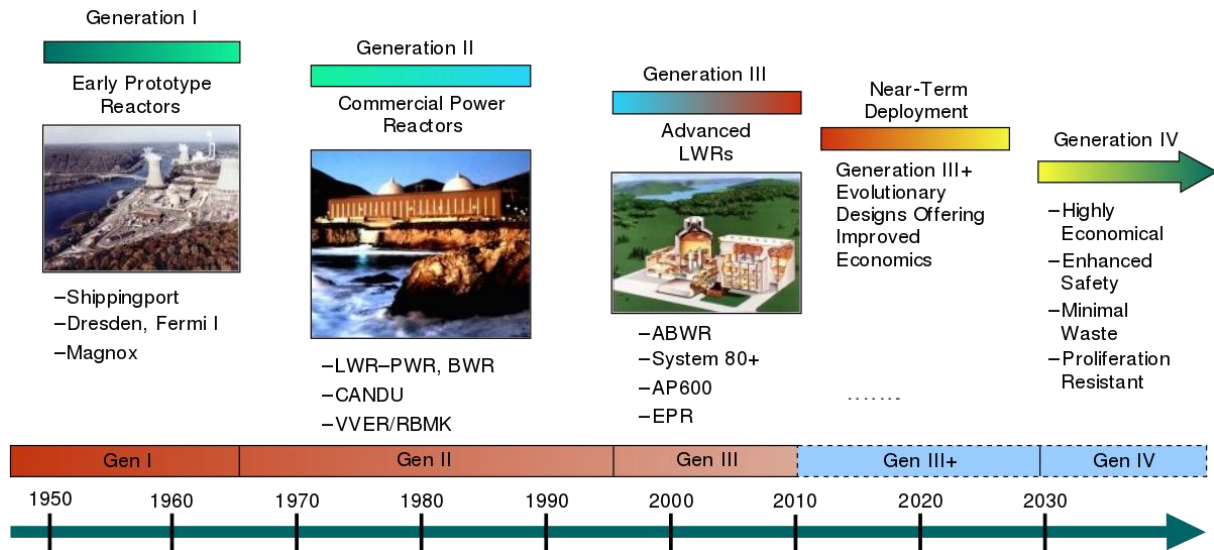 Generation I
Early Prototype
Reactors
–Shippingport
–Dresden, Fermi I
–Magnox
Generation II
Commercial Power
Reactors
–LWR–PWR, BWR
–CANDU
–VVER/RBMK
Generation III
Advanced
LWRs
–ABWR
–System 80+
–AP600
–EPR
Near-Term
Deployment
Generation III+
Evolutionary
Designs Offering
Improved
Economics
.......
Generation IV
–Highly
Economical
–Enhanced
Safety
–Minimal
Waste
–Proliferation
Resistant
Gen I
Gen II
Gen III
Gen III+
Gen IV
1950
1960
1970
1980
1990
2000
2010
2020
2030